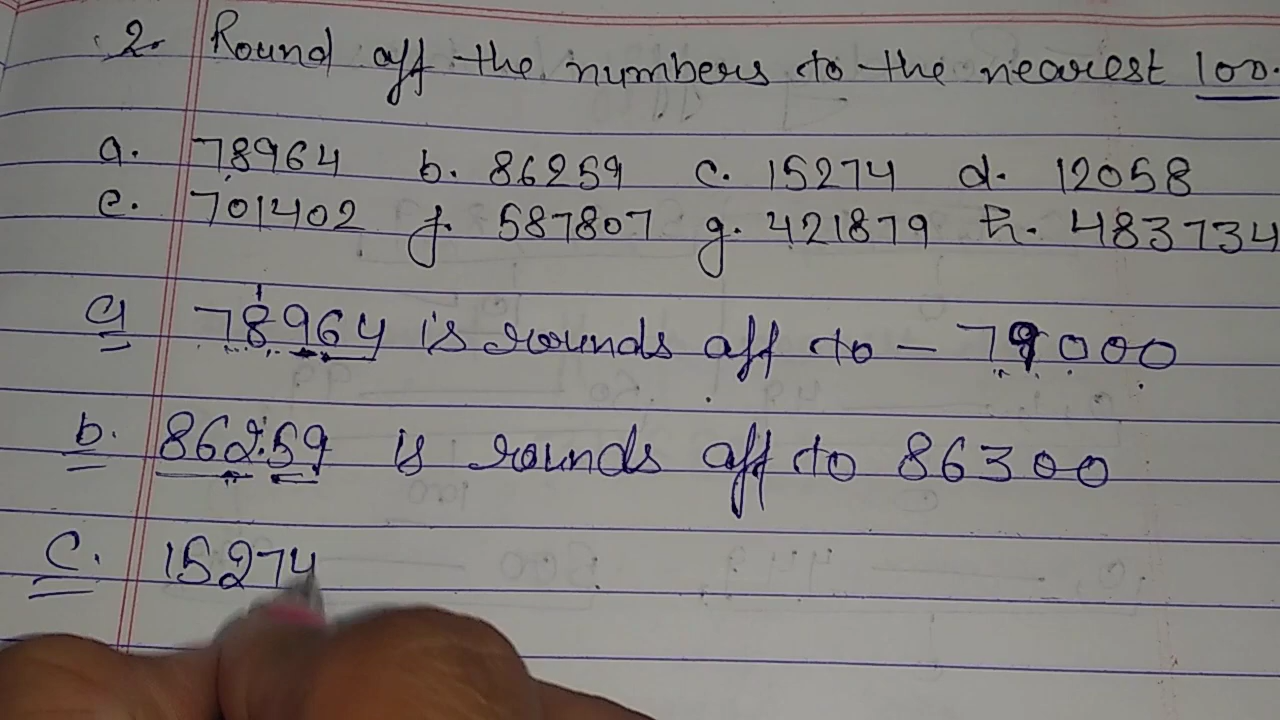 2. Round off the numbers to the nearest 100.
a. 78964 b. 86259 c. 15274 d. 12058
e. 701402 f. 587807 g. 421879 h. 483734
a 78964 is rounds off to - 79000
b. 86259 is rounds off to 86300
C. 15274